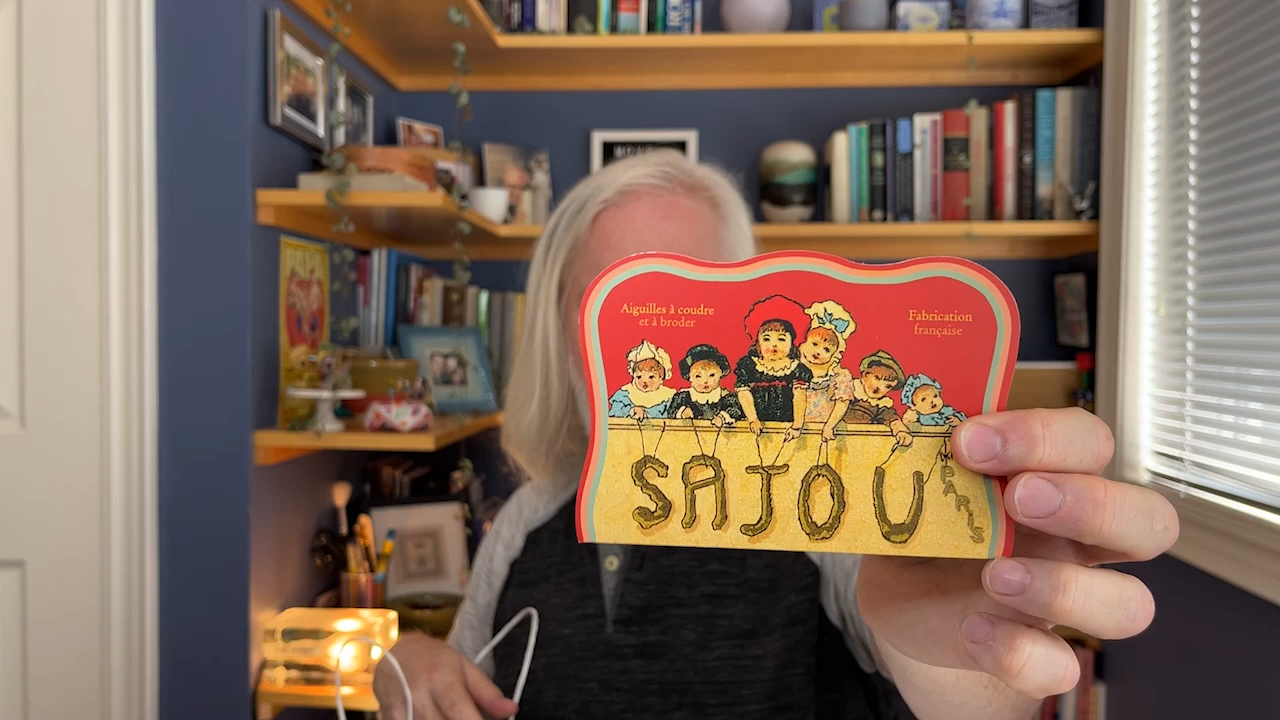 Aiguilles à coudre
et à broder
Fabrication
française
SAJOU
PARIS